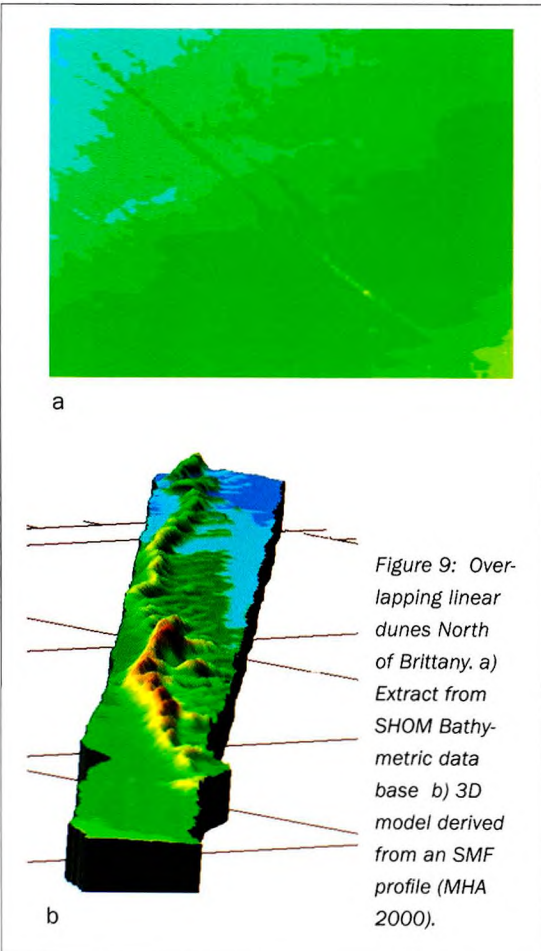 a
Figure 9: Over-
lapping linear
dunes North
of Brittany. a)
Extract from
SHOM Bathy-
metric data
base b) 3D
model derived
from an SMF
profile (MHA
2000).
b